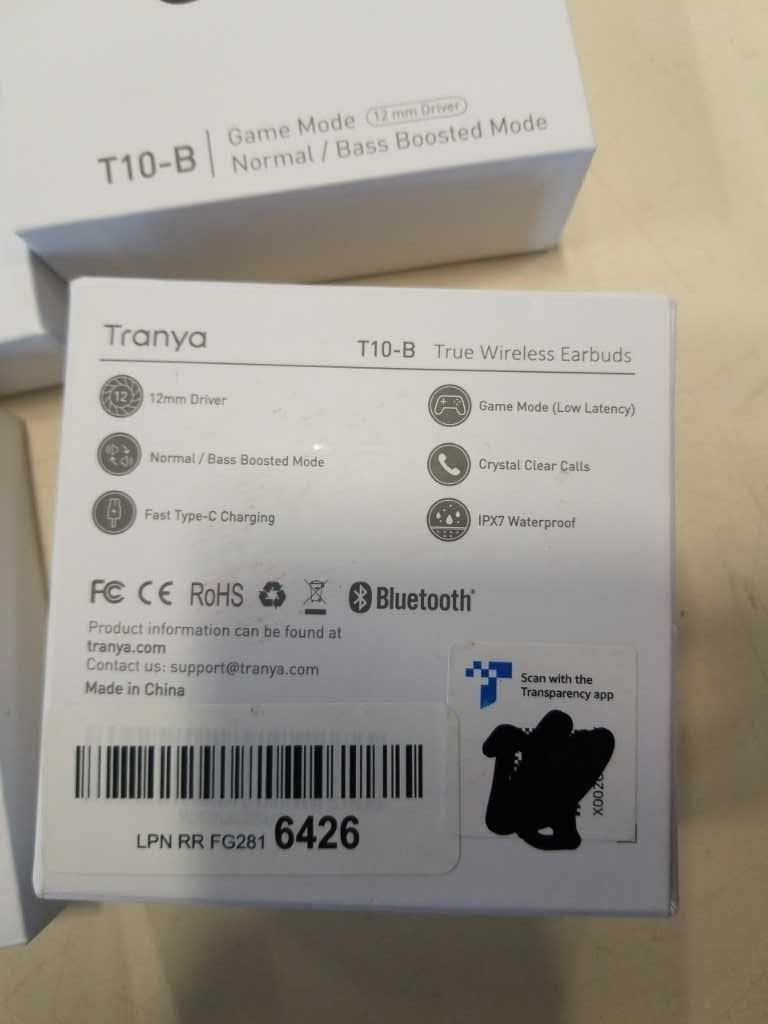 T10-B
Game Mode 12 mm Driver
Normal / Bass Boosted Mode
Tranya
T10-B True Wireless Earbuds
12
12mm Driver
Game Mode (Low Latency)
Normal / Bass Boosted Mode
Crystal Clear Calls
Fast Type-C Charging
IPX7 Waterproof
FC CE RoHS Bluetooth®
Product information can be found at
tranya.com
Contact us: support@tranya.com
Made in China
Scan with the
Transparency app
LPN RR FG281 6426